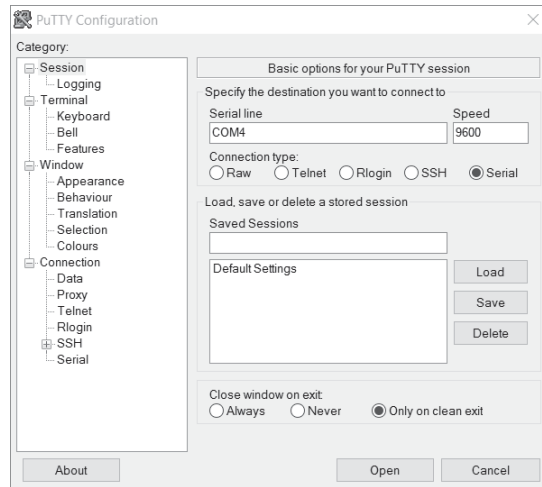 PuTTY Configuration
Category:
Session
Logging
Terminal
Keyboard
Bell
Features
Window
Appearance
Behaviour
Translation
Selection
Colours
Connection
Data
Proxy
Telnet
Rlogin
SSH
Serial
Basic options for your PuTTY session
Specify the destination you want to connect to
Serial line Speed
COM4 9600
Connection type:
Raw Telnet Rlogin SSH Serial
Load, save or delete a stored session
Saved Sessions
Default Settings
Load
Save
Delete
Close window on exit:
Always Never Only on clean exit
About Open Cancel